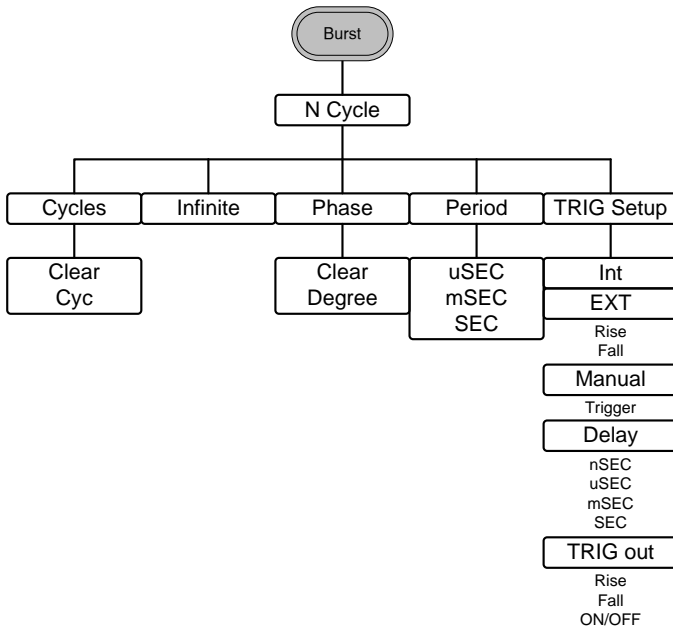 Burst
N Cycle
Cycles
Infinite
Phase
Period
TRIG Setup
Clear
Cyc
Clear
Degree
uSEC
mSEC
SEC
Int
EXT
Rise
Fall
Manual
Trigger
Delay
nSEC
uSEC
mSEC
SEC
TRIG out
Rise
Fall
ON/OFF